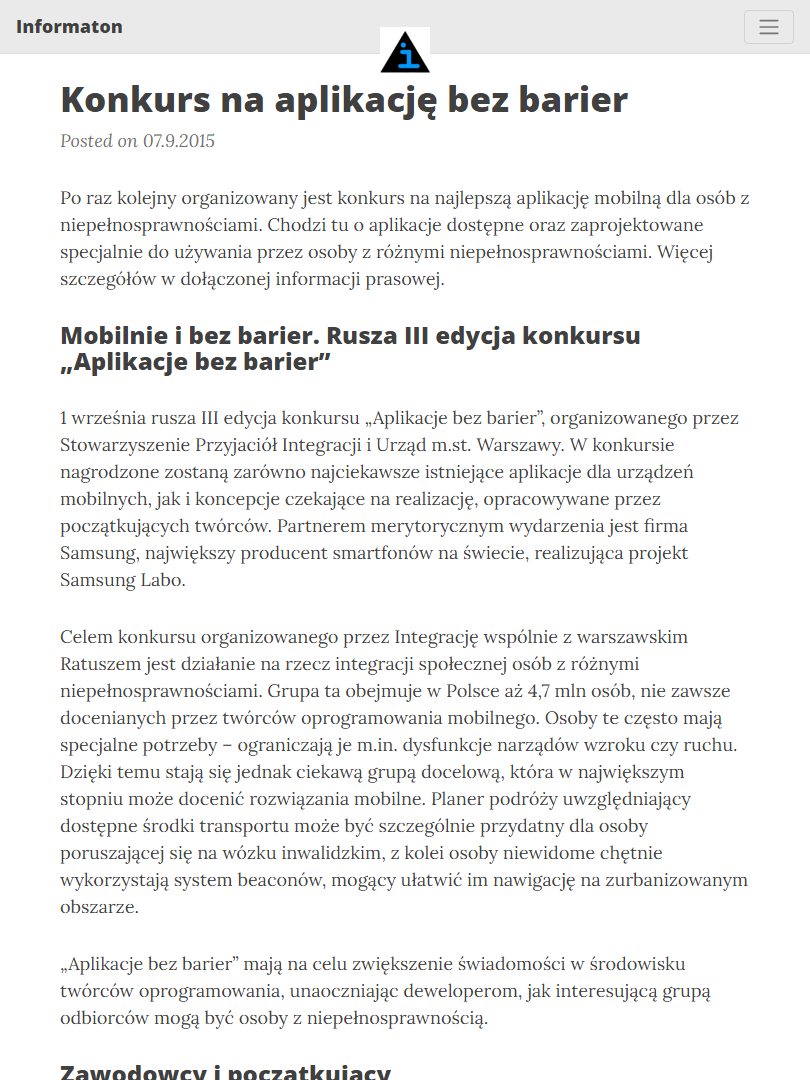 Informaton
i
Konkurs na aplikację bez barier
Posted on 07.9.2015
Po raz kolejny organizowany jest konkurs na najlepszą aplikację mobilną dla osób z
niepełnosprawnościami. Chodzi tu o aplikacje dostępne oraz zaprojektowane
specjalnie do używania przez osoby z różnymi niepełnosprawnościami. Więcej
szczegółów w dołączonej informacji prasowej.
Mobilnie i bez barier. Rusza III edycja konkursu
„Aplikacje bez barier”
1 września rusza III edycja konkursu „Aplikacje bez barier”, organizowanego przez
Stowarzyszenie Przyjaciół Integracji i Urząd m.st. Warszawy. W konkursie
nagrodzone zostaną zarówno najciekawsze istniejące aplikacje dla urządzeń
mobilnych, jak i koncepcje czekające na realizację, opracowywane przez
początkujących twórców. Partnerem merytorycznym wydarzenia jest firma
Samsung, największy producent smartfonów na świecie, realizująca projekt
Samsung Labo.
Celem konkursu organizowanego przez Integrację wspólnie z warszawskim
Ratuszem jest działanie na rzecz integracji społecznej osób z różnymi
niepełnosprawnościami. Grupa ta obejmuje w Polsce aż 4,7 mln osób, nie zawsze
docenianych przez twórców oprogramowania mobilnego. Osoby te często mają
specjalne potrzeby – ograniczają je m.in. dysfunkcje narządów wzroku czy ruchu.
Dzięki temu stają się jednak ciekawą grupą docelową, która w największym
stopniu może docenić rozwiązania mobilne. Planer podróży uwzględniający
dostępne środki transportu może być szczególnie przydatny dla osoby
poruszającej się na wózku inwalidzkim, z kolei osoby niewidome chętnie
wykorzystają system beaconów, mogący ułatwić im nawigację na zurbanizowanym
obszarze.
„Aplikacje bez barier” mają na celu zwiększenie świadomości w środowisku
twórców oprogramowania, unaoczniając deweloperom, jak interesującą grupą
odbiorców mogą być osoby z niepełnosprawnością.
Zawodowcy i początkujący